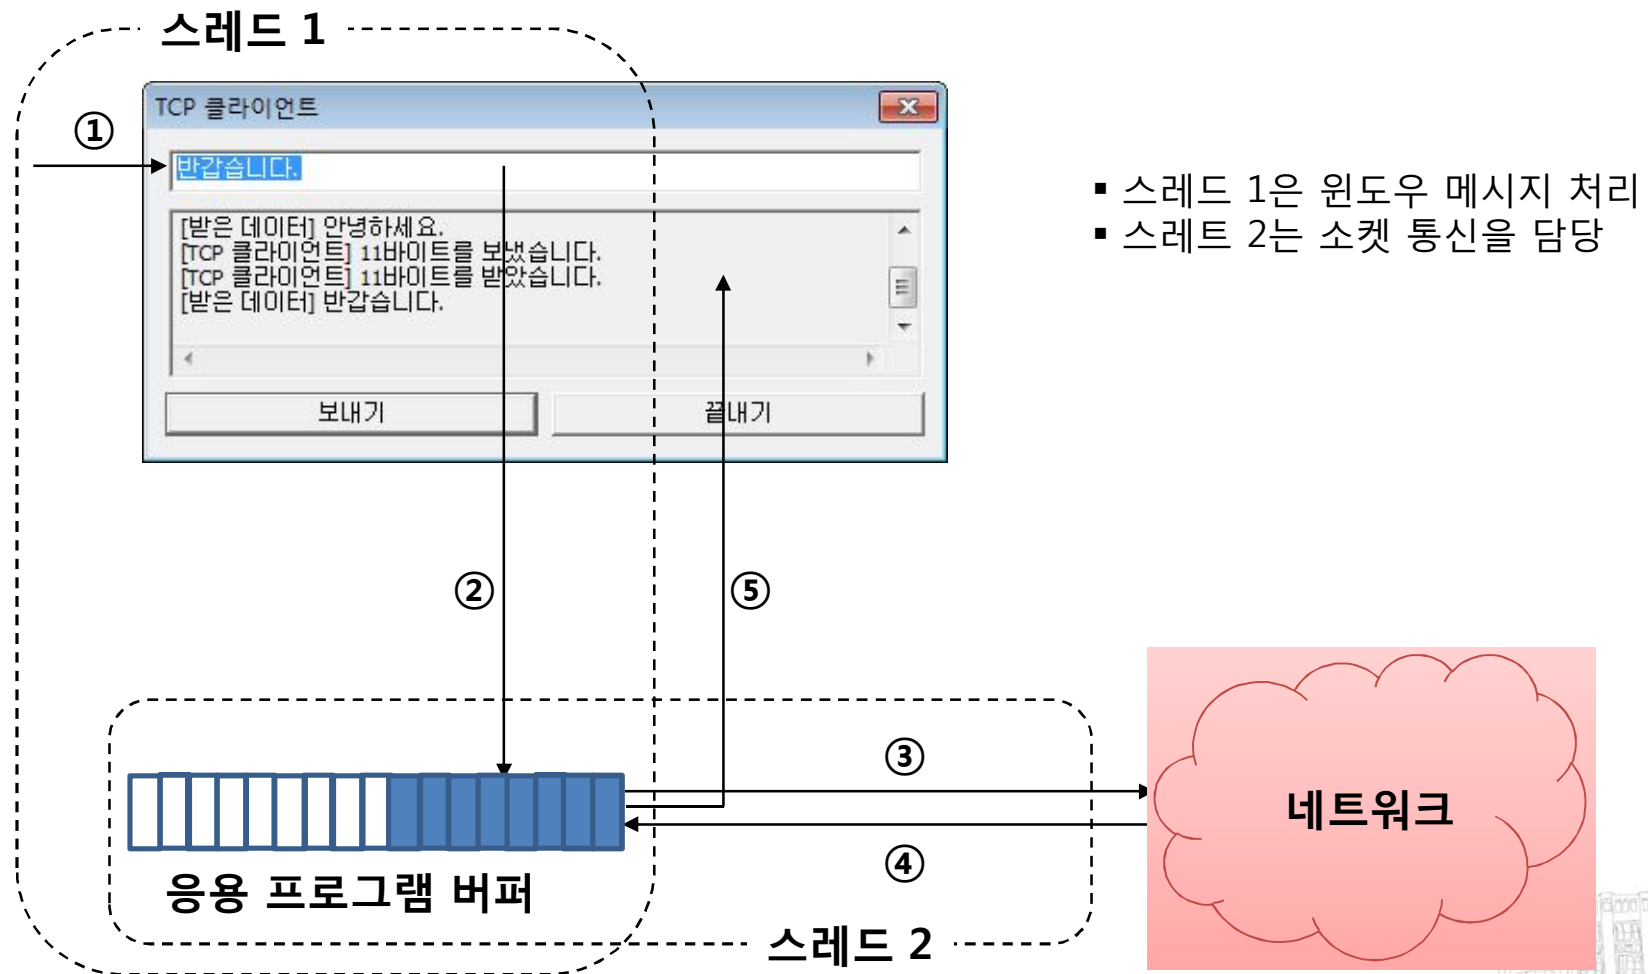 스레드 1
TCP 클라이언트
①
반갑습니다.
[받은 데이터] 안녕하세요.
[TCP 클라이언트] 11바이트를 보냈습니다.
[TCP 클라이언트] 11바이트를 받았습니다.
[받은 데이터] 반갑습니다.
보내기
끝내기
▪ 스레드 1은 윈도우 메시지 처리
▪ 스레트 2는 소켓 통신을 담당
②
⑤
③
④
네트워크
응용 프로그램 버퍼
스레드 2